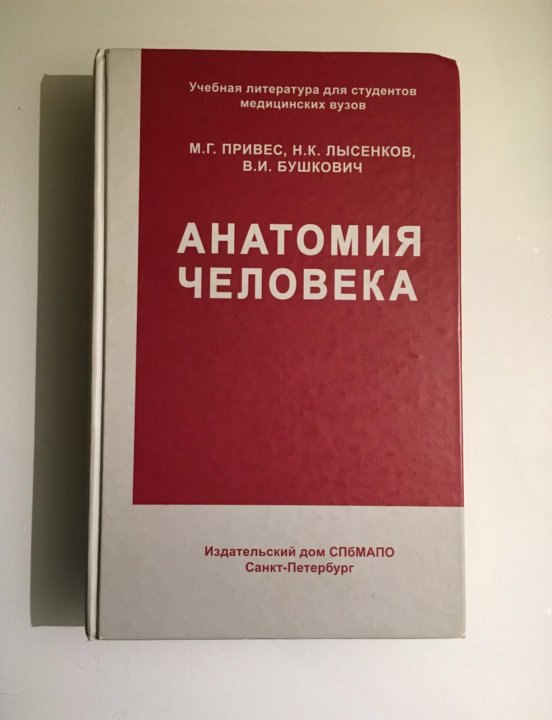 Учебная литература для студентов
медицинских вузов
М.Г. ПРИВЕС, Н.К. ЛЫСЕНКОВ,
В.И. БУШКОВИЧ
АНАТОМИЯ
ЧЕЛОВЕКА
Издательский дом СПбМАПО
Санкт-Петербург